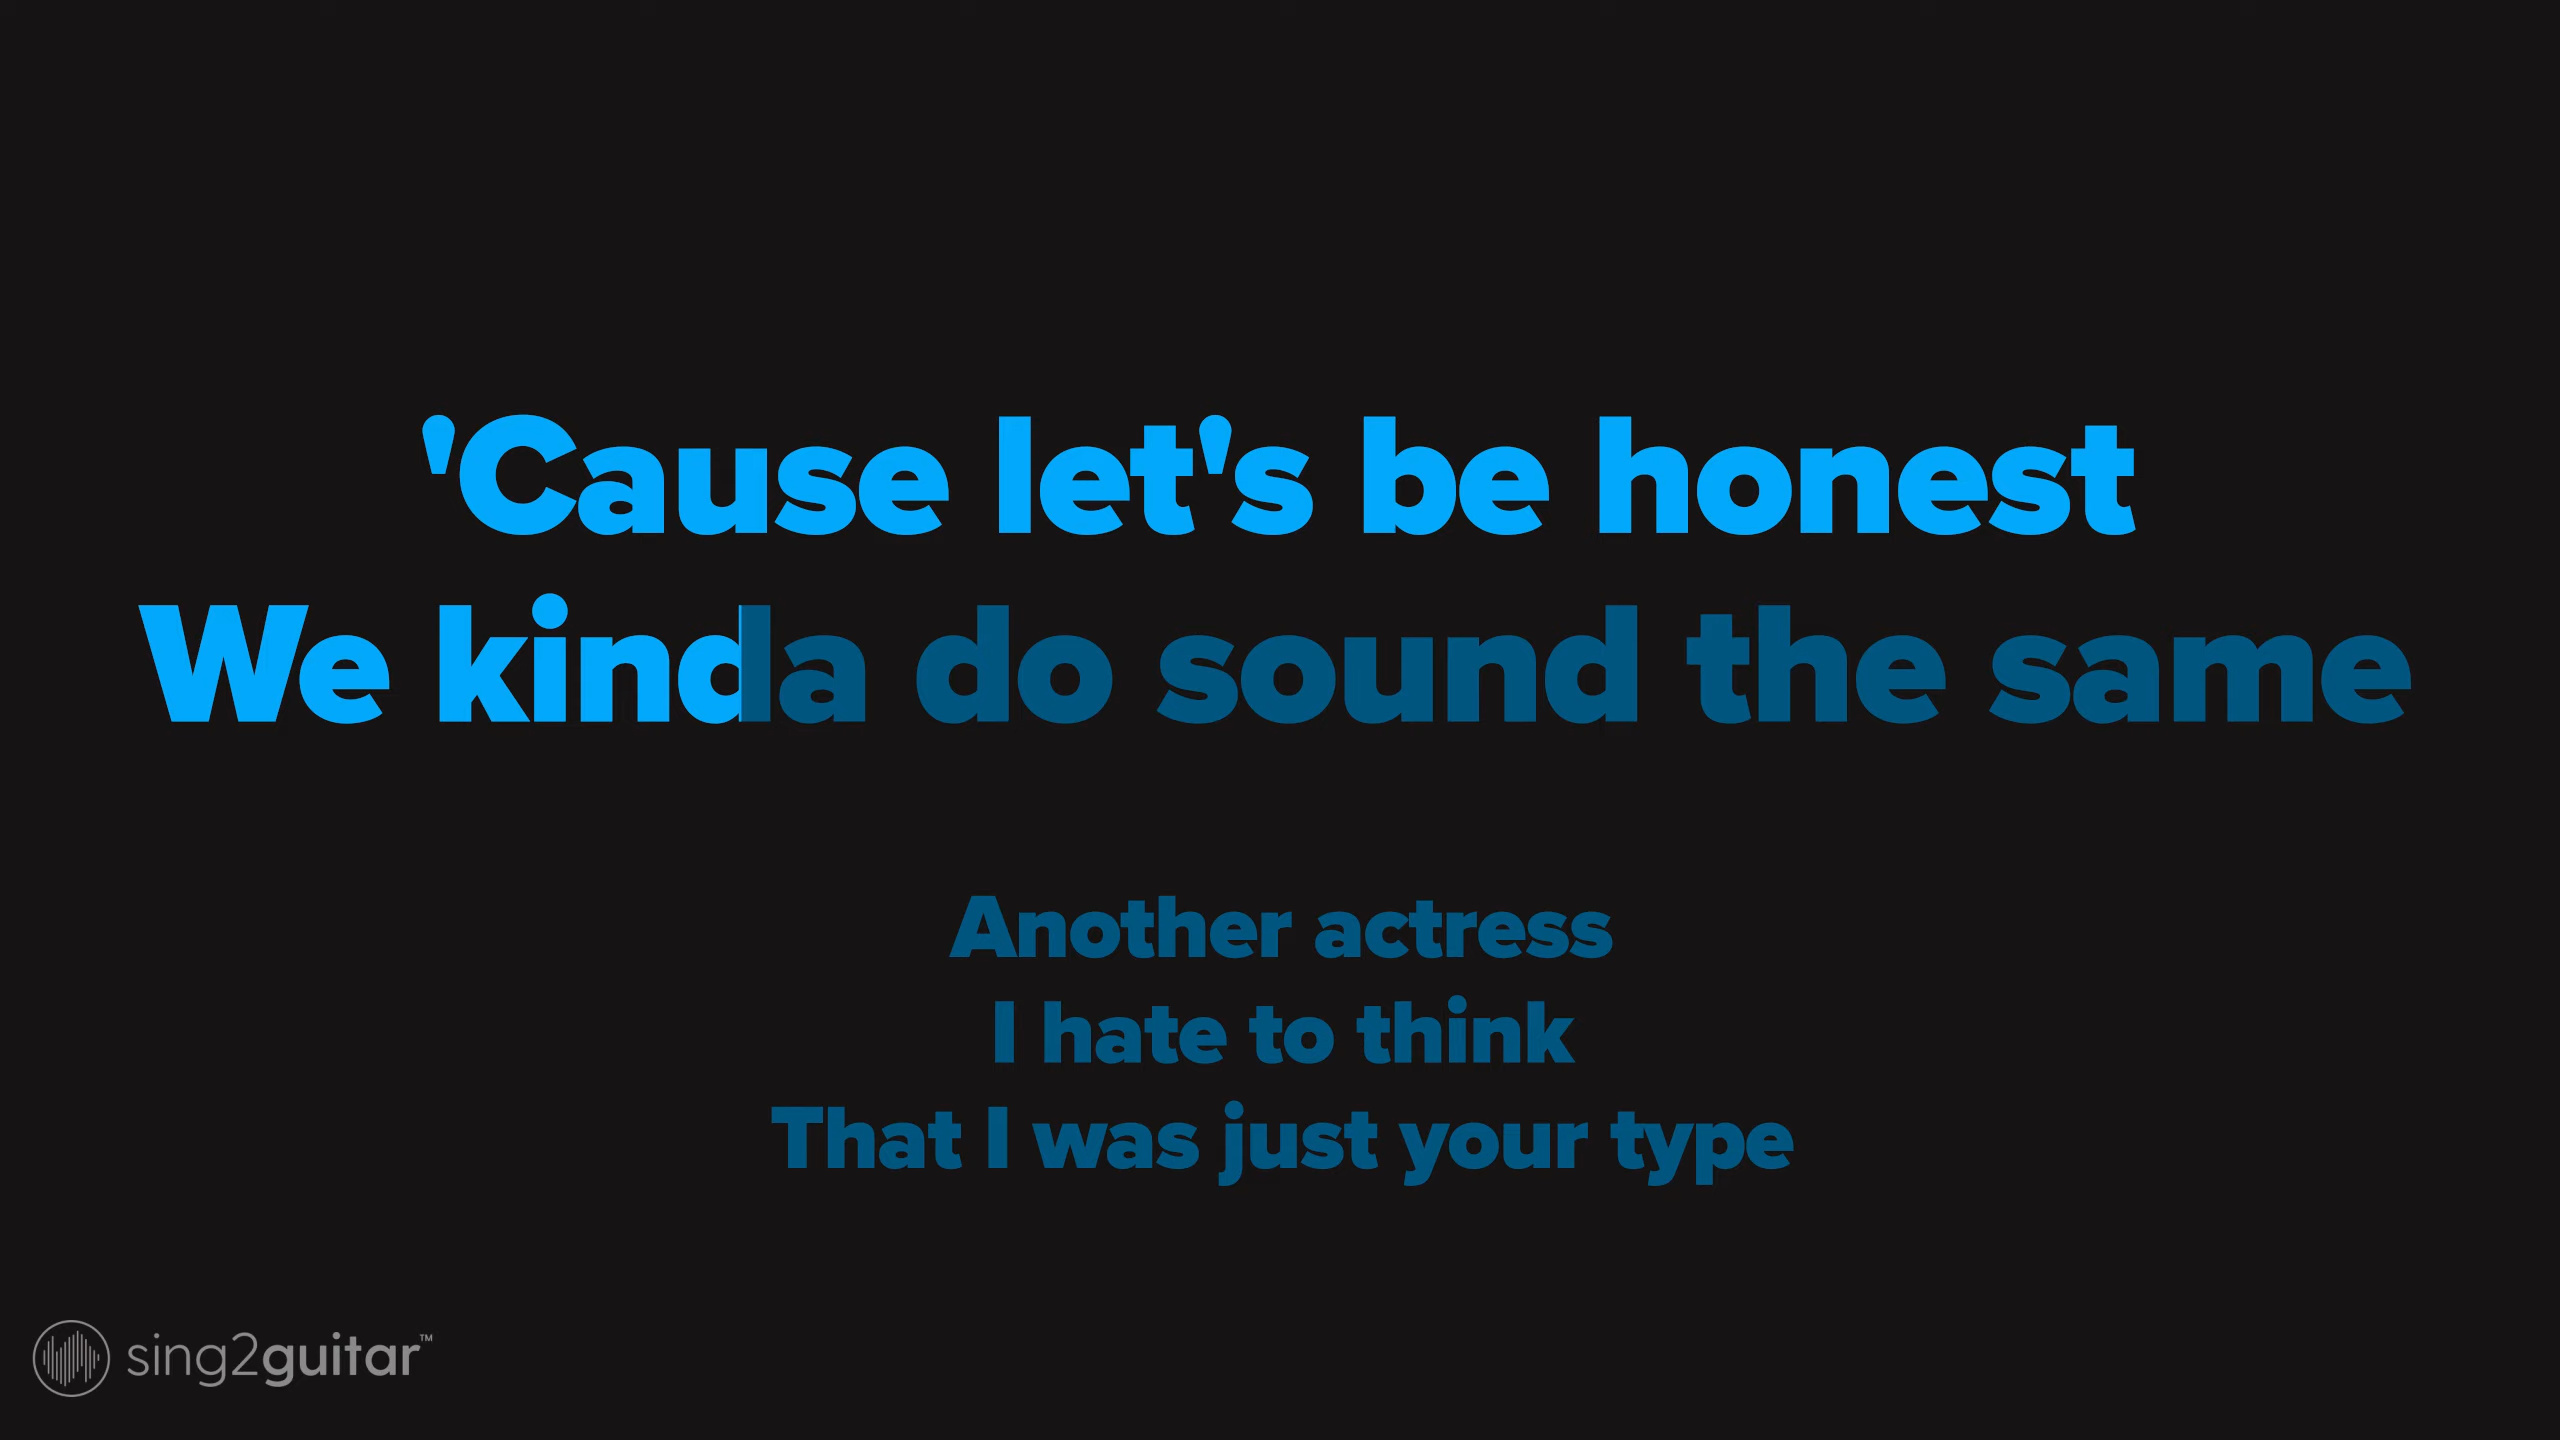 'Cause let's be honest
We kinda do sound the same
Another actress
I hate to think
That I was just your type
sing2guitar™